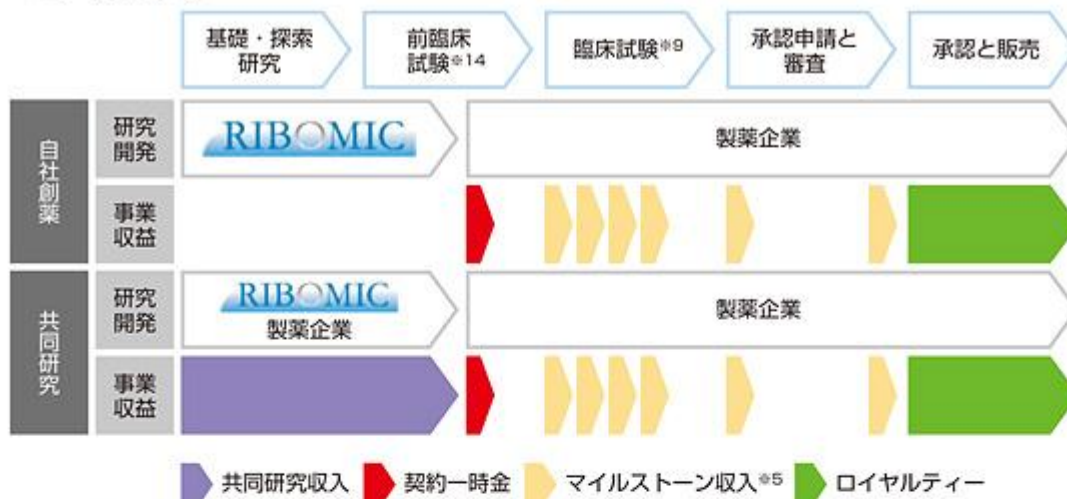 基礎・探索
研究
前臨床
試験※14
臨床試験※9
承認申請と
審査
承認と販売
自社創薬
研究
開発
RIBOMIC
製薬企業
事業
収益
共同研究
研究
開発
RIBOMIC
製薬企業
製薬企業
事業
収益
共同研究収入
契約一時金
マイルストーン収入※5
ロイヤルティー